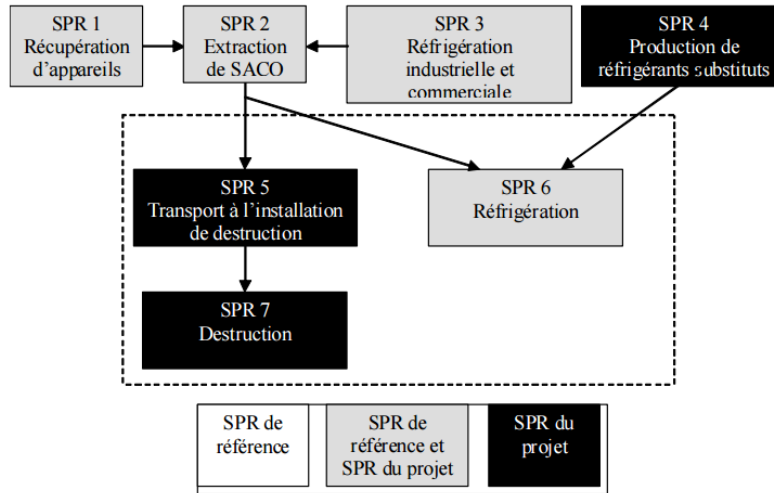 SPR 1
Récupération
d'appareils
SPR 2
Extraction
de SACO
SPR 3
Réfrigération
industrielle et
commerciale
SPR 4
Production de
réfrigérants substituts
SPR 5
Transport à l'installation
de destruction
SPR 6
Réfrigération
SPR 7
Destruction
SPR de
référence
SPR de
référence et
SPR du projet
SPR du
projet